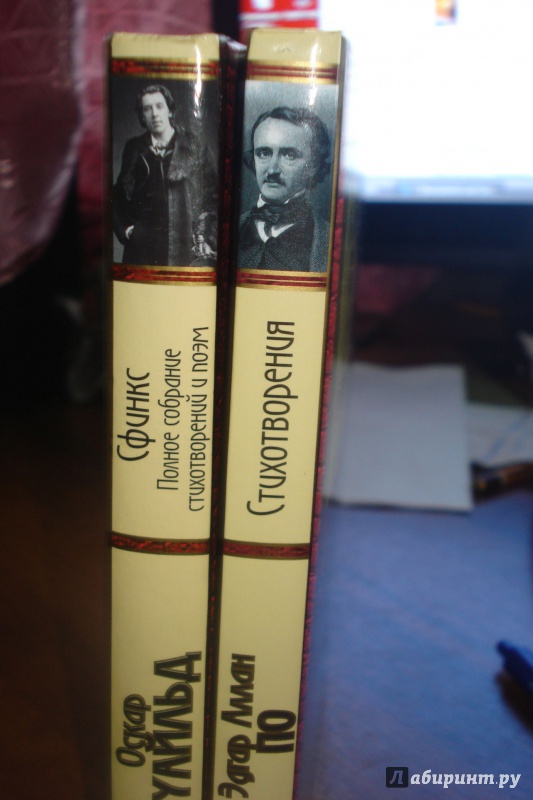 Сфинкс
Полное собрание
стихотворений и поэм
Оскар
УАЙЛЬД
Стихотворения
Эдгар Аллан
ПО
Лабиринт.ру